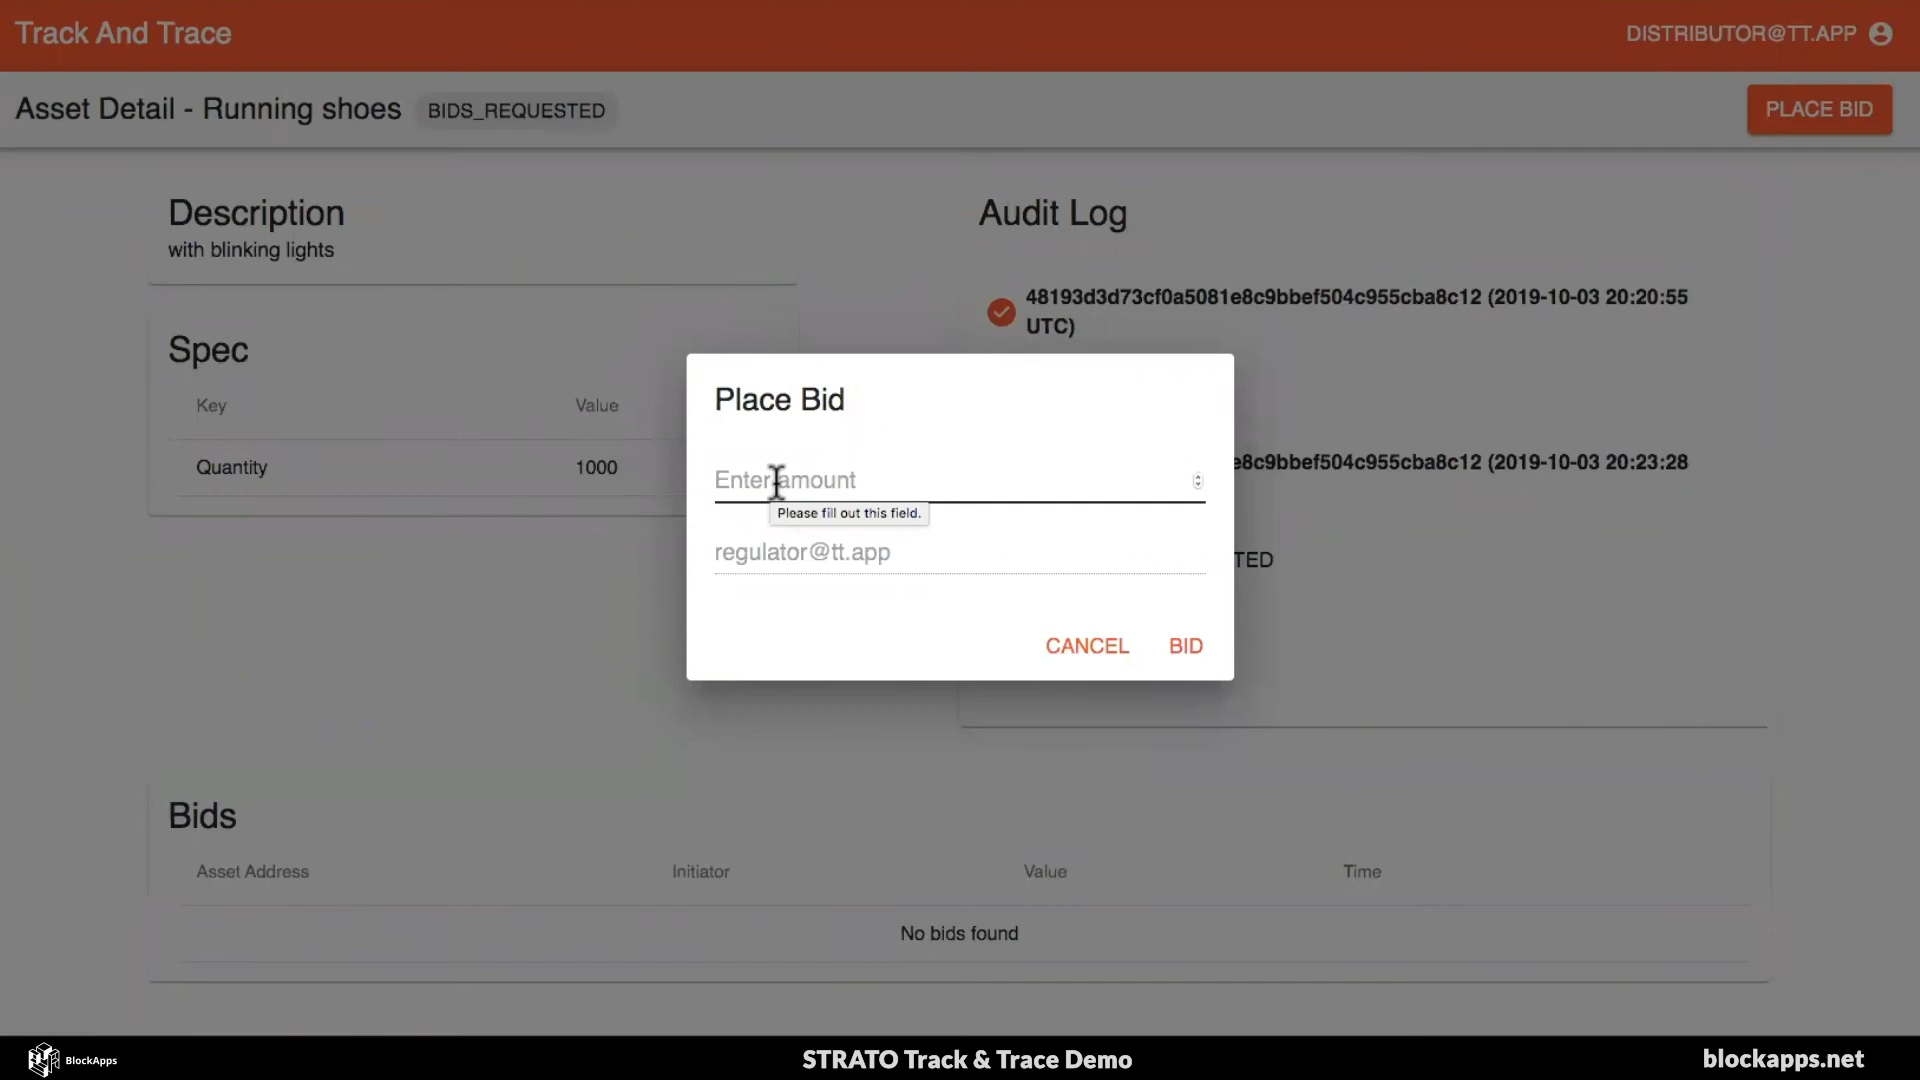 Track And Trace
DISTRIBUTOR@TT.APP
Asset Detail - Running shoes
BIDS_REQUESTED
PLACE BID
Description
with blinking lights
Audit Log
48193d3d73cf0a5081e8c9bbef504c955cba8c12 (2019-10-03 20:20:55
UTC)
Spec
Key Value
Quantity 1000
Place Bid
Enter amount
Please fill out this field.
regulator@tt.app
CANCEL BID
e8c9bbef504c955cba8c12 (2019-10-03 20:23:28
TED
Bids
Asset Address Initiator Value Time
No bids found
BlockApps
STRATO Track & Trace Demo
blockapps.net